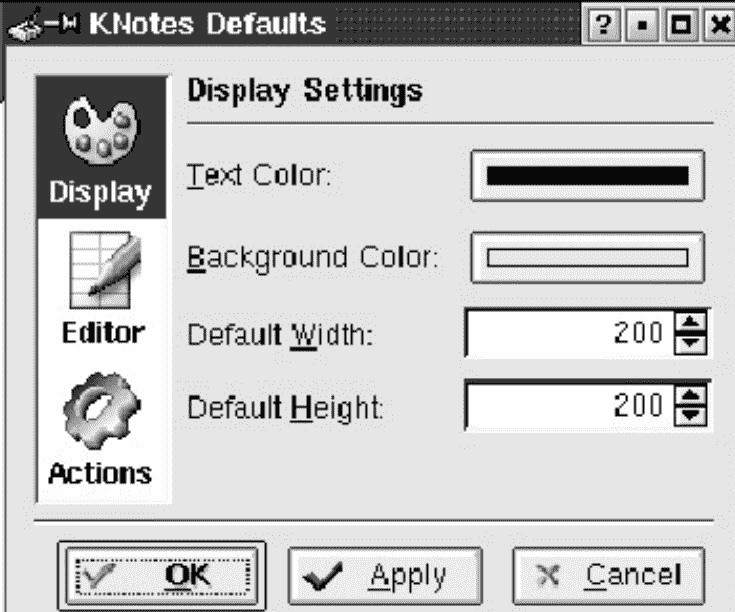 KNotes Defaults
Display Settings
Display
Text Color:
Background Color:
Editor
Default Width: 200
Default Height: 200
Actions
OK Apply Cancel